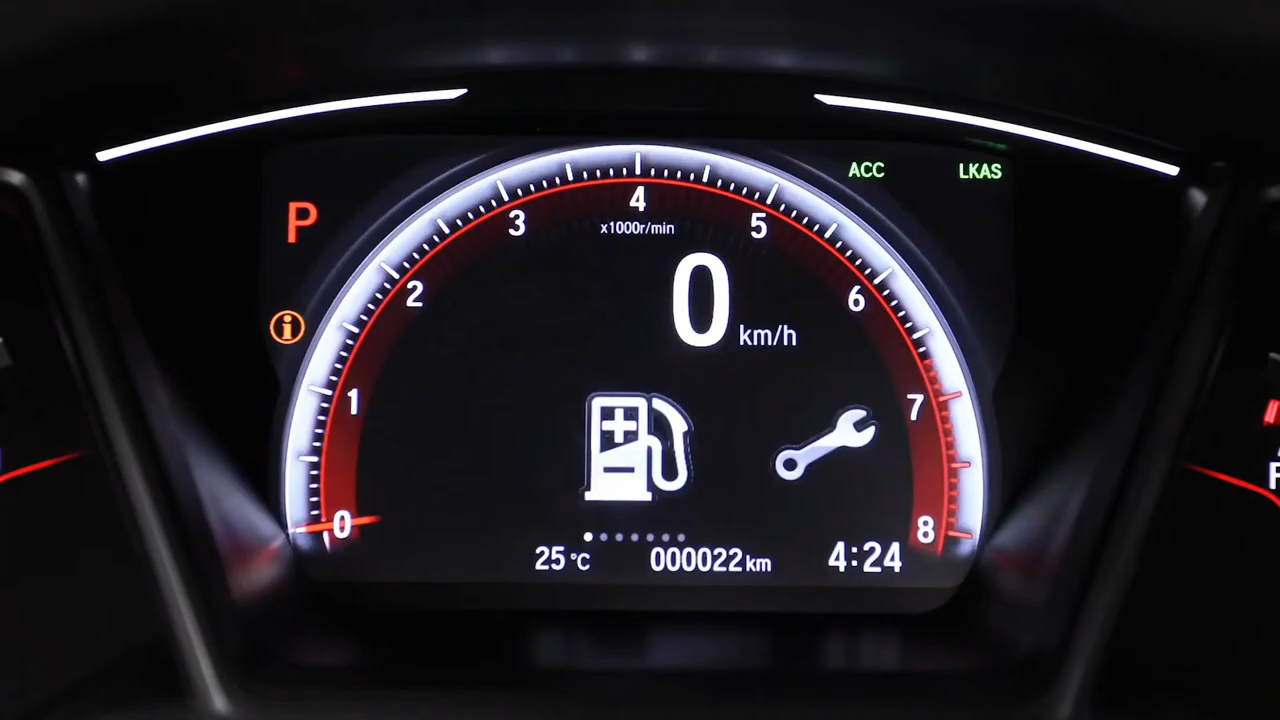 ACC LKAS
P
4
3 5
x1000r/min
2 6
0 km/h
1 7
0 8
25°C 000022 km 4:24